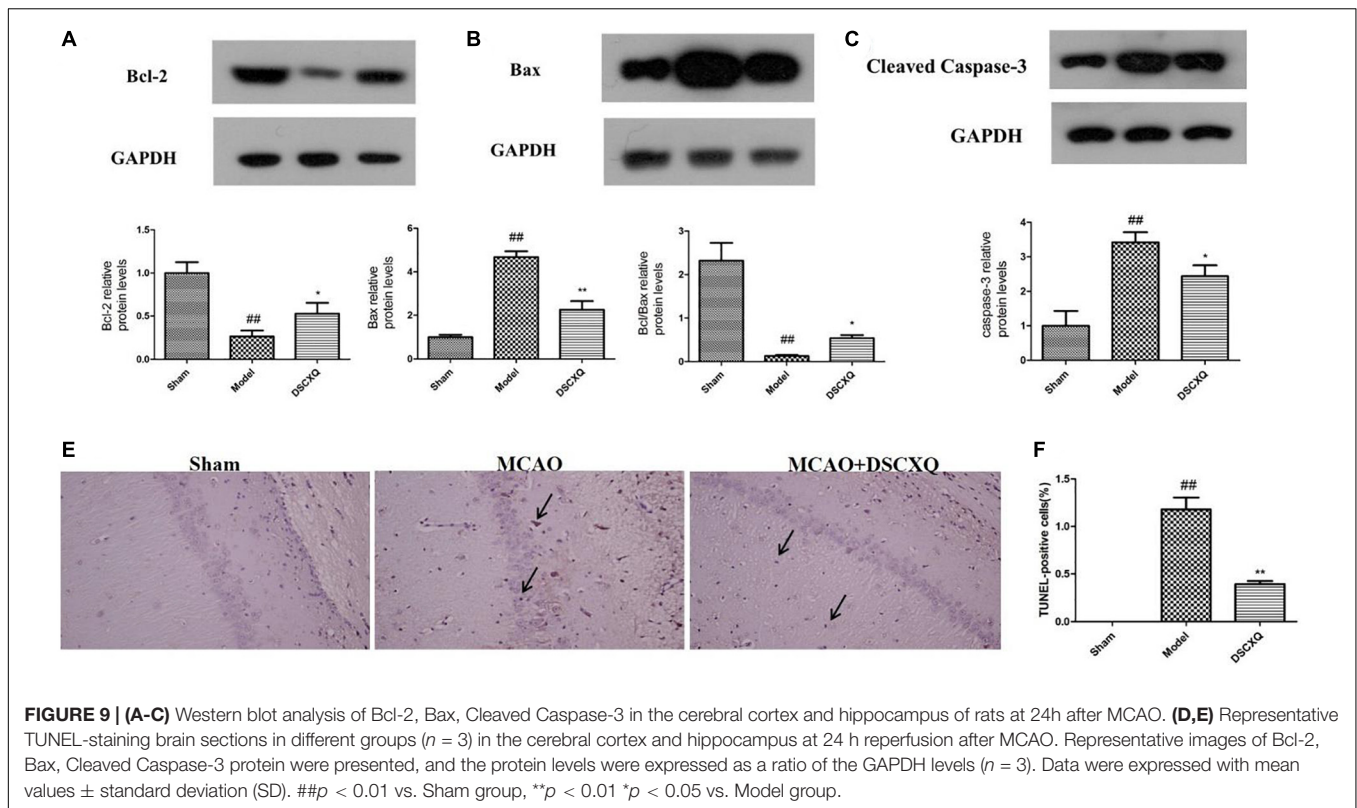 A
B
C
Bcl-2
Bax
Cleaved Caspase-3
GAPDH
GAPDH
GAPDH
Bcl-2 relative
protein levels
1.5
1.0
0.5
0.0
##
*
Sham
Model
DSCXQ
Bax relative
protein levels
6
4
2
0
##
**
Sham
Model
DSCXQ
Bcl/Bax relative
protein levels
3
2
1
0
##
*
Sham
Model
DSCXQ
caspase-3 relative
protein levels
4
3
2
1
0
##
*
Sham
Model
DSCXQ
E
Sham
MCAO
MCAO+DSCXQ
F
TUNEL-positive cells(%)
1.5
1.0
0.5
0.0
##
**
Sham
Model
DSCXQ
FIGURE 9 | (A-C) Western blot analysis of Bcl-2, Bax, Cleaved Caspase-3 in the cerebral cortex and hippocampus of rats at 24h after MCAO. (D,E) Representative
TUNEL-staining brain sections in different groups (n = 3) in the cerebral cortex and hippocampus at 24 h reperfusion after MCAO. Representative images of Bcl-2,
Bax, Cleaved Caspase-3 protein were presented, and the protein levels were expressed as a ratio of the GAPDH levels (n = 3). Data were expressed with mean
values ± standard deviation (SD). ##p < 0.01 vs. Sham group, **p < 0.01 *p < 0.05 vs. Model group.